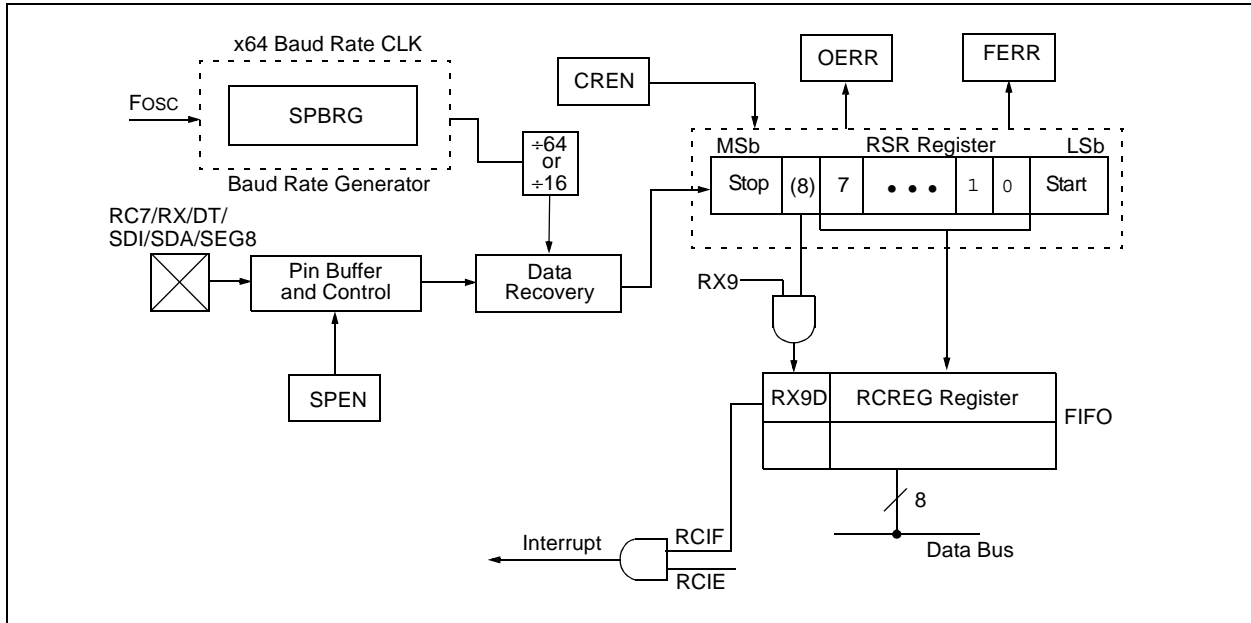 x64 Baud Rate CLK
FOSC
SPBRG
Baud Rate Generator
÷64
or
÷16
CREN
OERR
FERR
MSb
RSR Register
LSb
Stop
(8)
7
• • •
1
0
Start
RC7/RX/DT/
SDI/SDA/SEG8
Pin Buffer
and Control
Data
Recovery
RX9
SPEN
RX9D
RCREG Register
FIFO
8
Data Bus
Interrupt
RCIF
RCIE